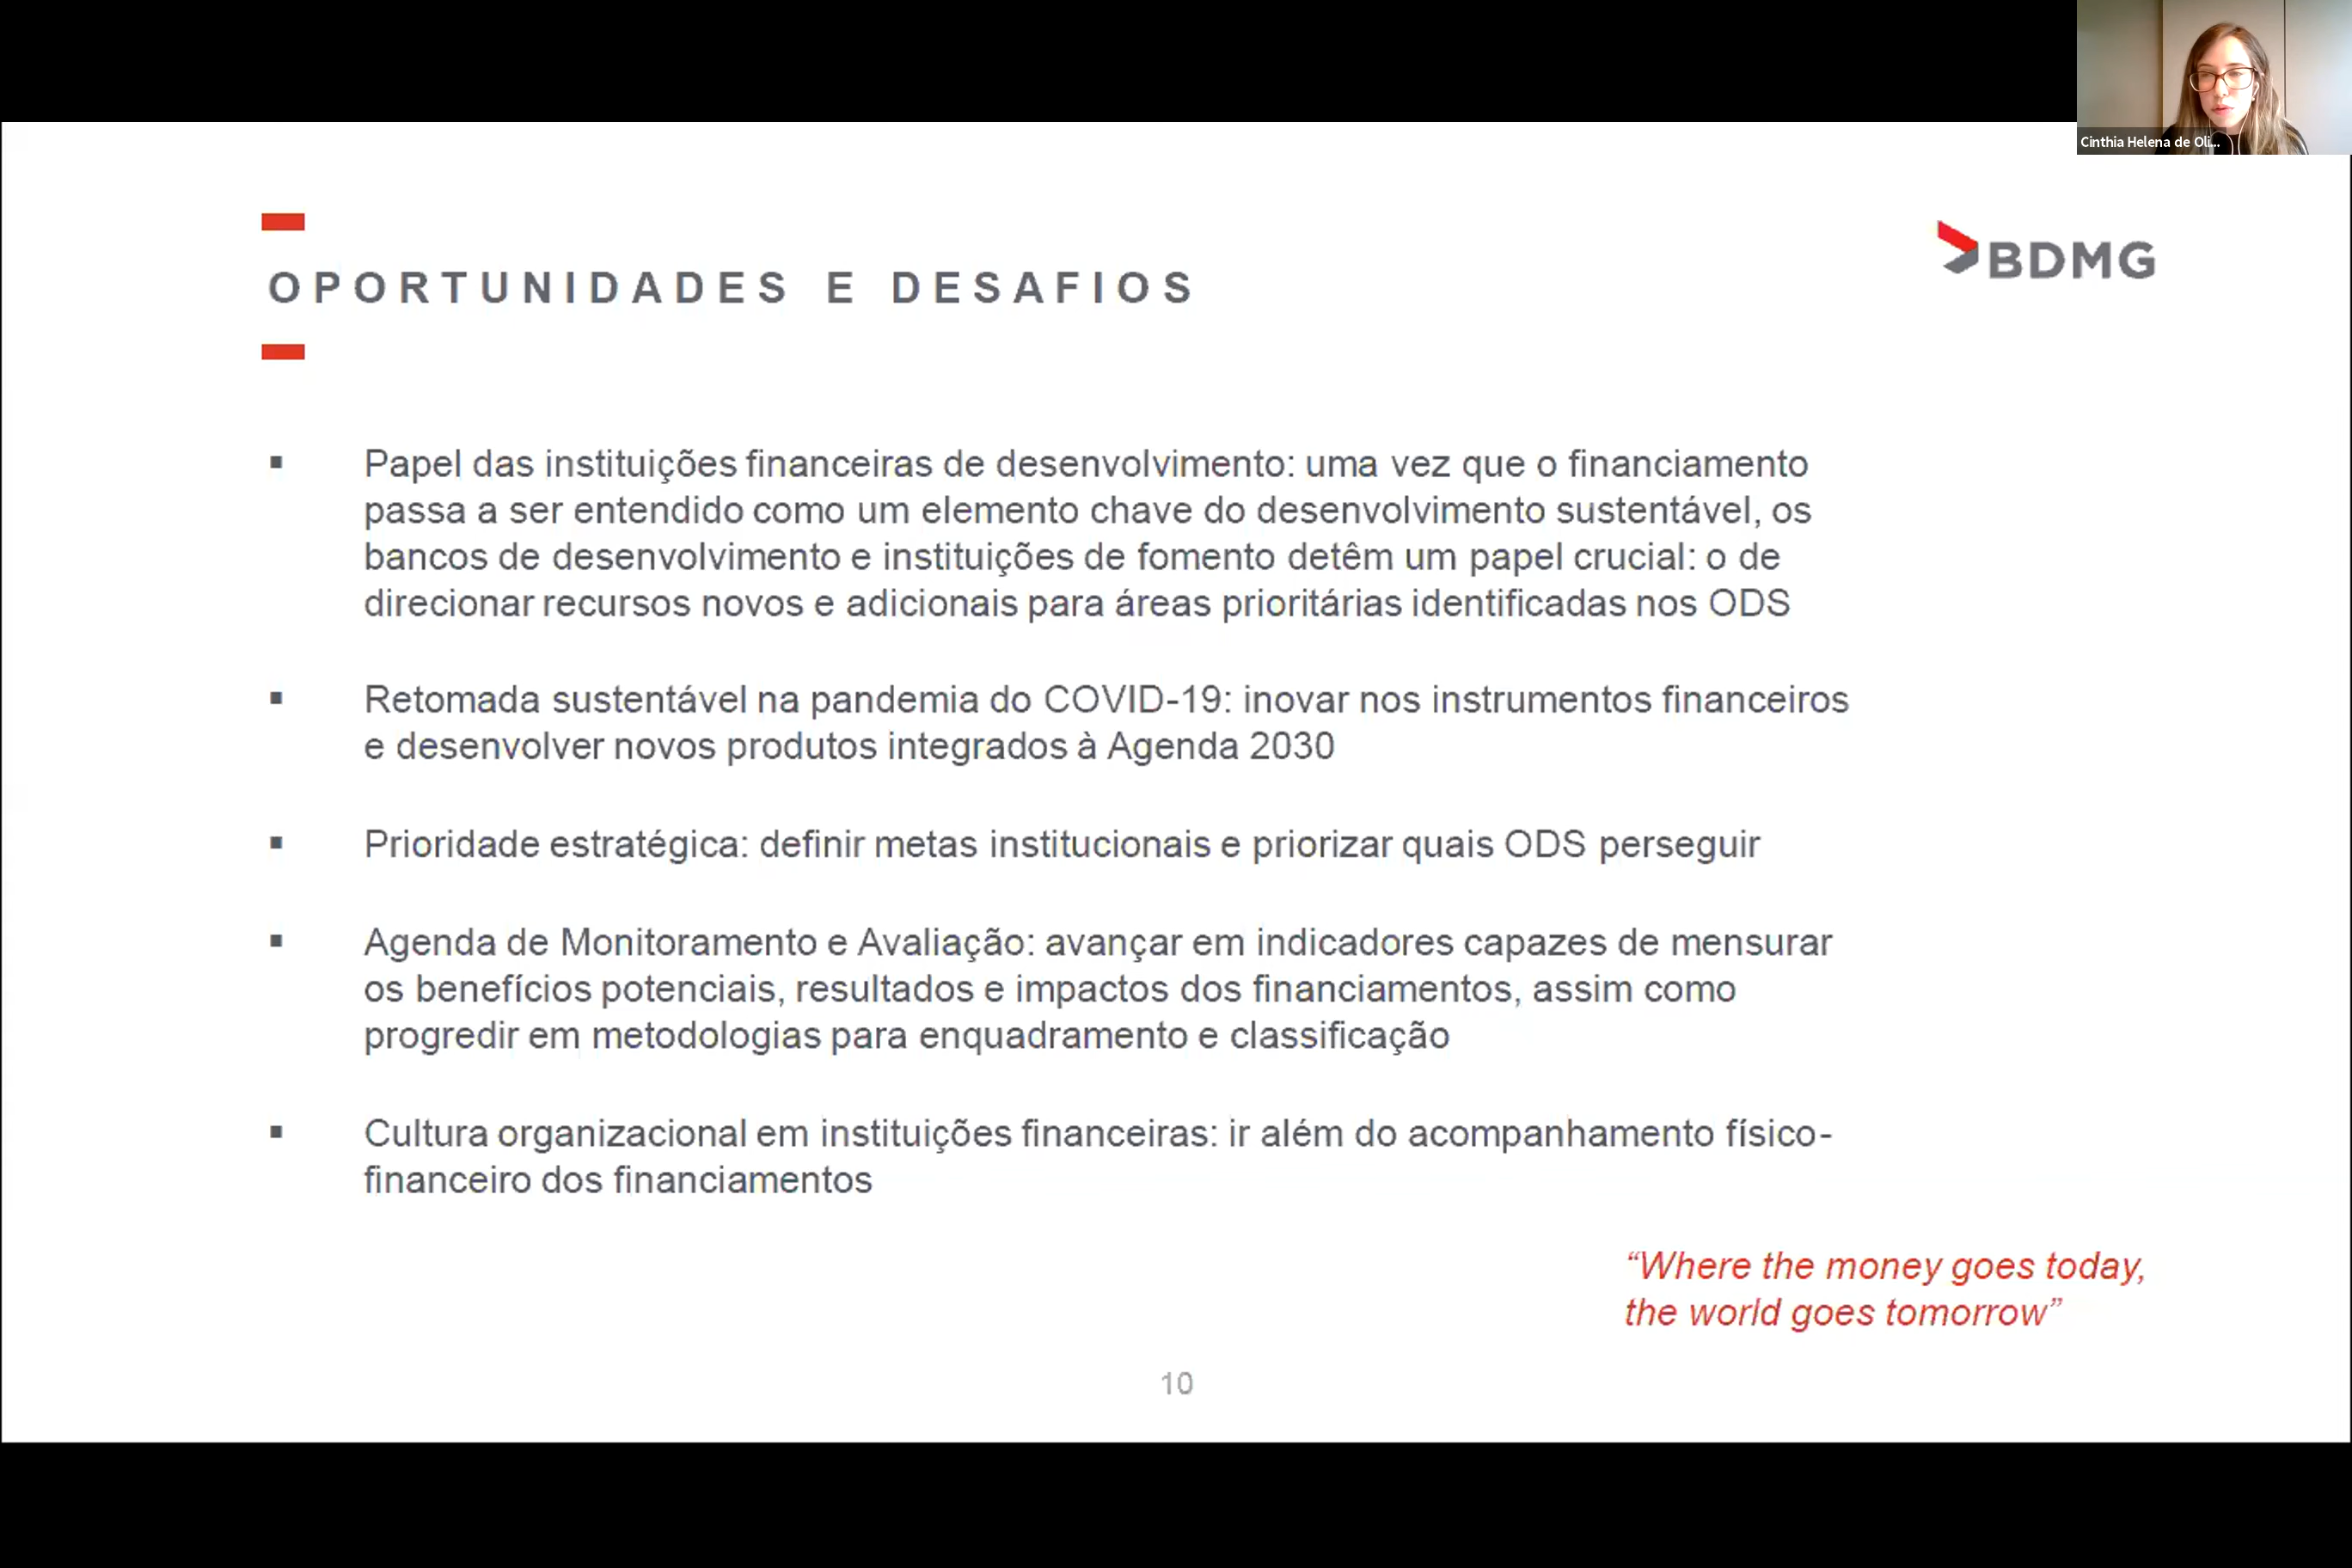 Cinthia Helena de Oli...
OPORTUNIDADES E DESAFIOS
BDMG
▪ Papel das instituições financeiras de desenvolvimento: uma vez que o financiamento
passa a ser entendido como um elemento chave do desenvolvimento sustentável, os
bancos de desenvolvimento e instituições de fomento detêm um papel crucial: o de
direcionar recursos novos e adicionais para áreas prioritárias identificadas nos ODS
▪ Retomada sustentável na pandemia do COVID-19: inovar nos instrumentos financeiros
e desenvolver novos produtos integrados à Agenda 2030
▪ Prioridade estratégica: definir metas institucionais e priorizar quais ODS perseguir
▪ Agenda de Monitoramento e Avaliação: avançar em indicadores capazes de mensurar
os benefícios potenciais, resultados e impactos dos financiamentos, assim como
progredir em metodologias para enquadramento e classificação
▪ Cultura organizacional em instituições financeiras: ir além do acompanhamento físico-
financeiro dos financiamentos
“Where the money goes today,
the world goes tomorrow”
10